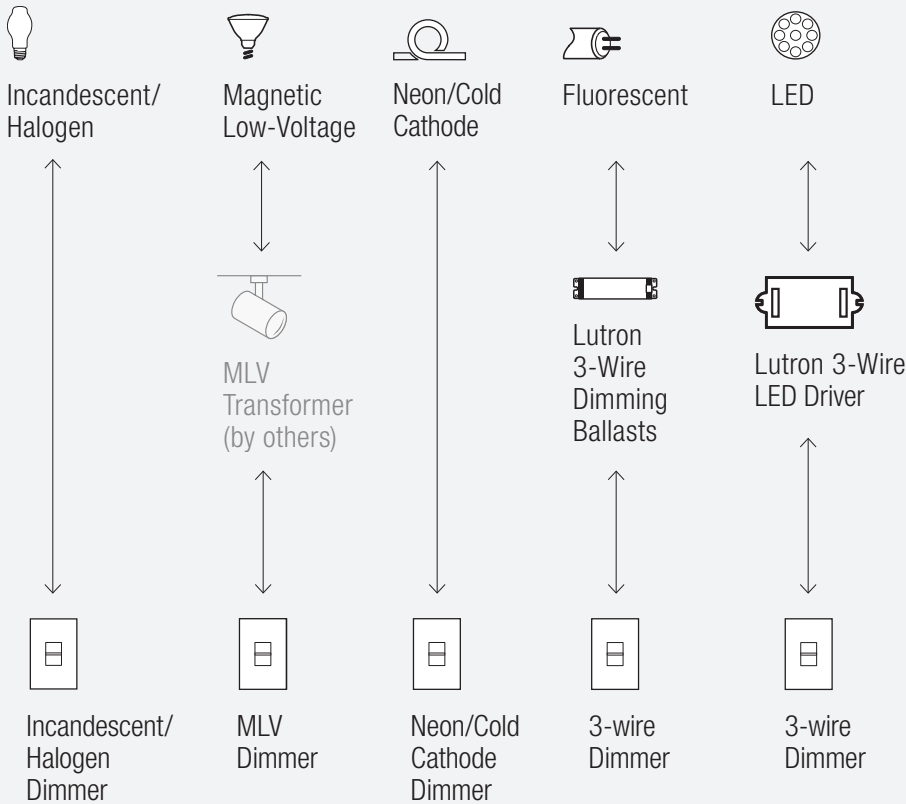 Incandescent/
Halogen
Magnetic
Low-Voltage
Neon/Cold
Cathode
Fluorescent
LED
MLV
Transformer
(by others)
Lutron
3-Wire
Dimming
Ballasts
Lutron 3-Wire
LED Driver
Incandescent/
Halogen
Dimmer
MLV
Dimmer
Neon/Cold
Cathode
Dimmer
3-wire
Dimmer
3-wire
Dimmer